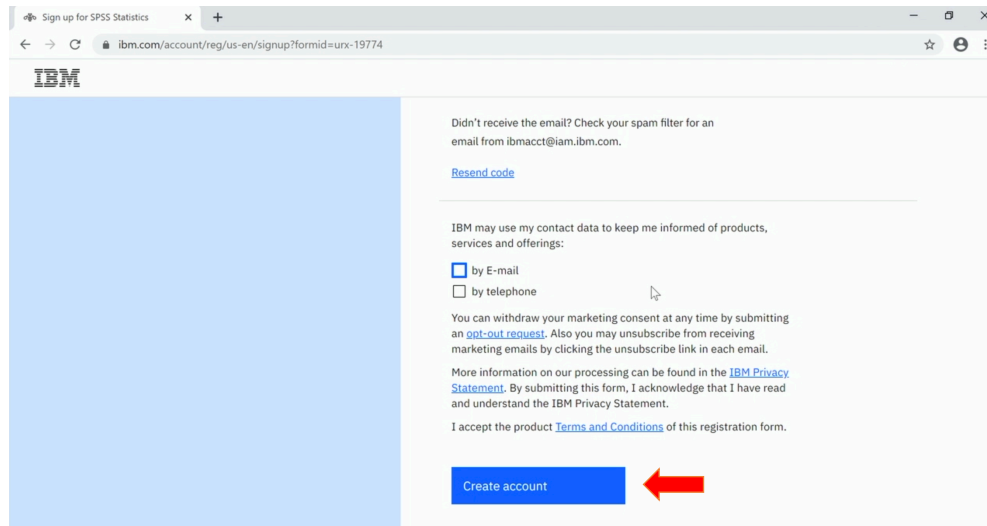 Sign up for SPSS Statistics
ibm.com/account/reg/us-en/signup?formid=urx-19774
IBM
Didn't receive the email? Check your spam filter for an
email from ibmacct@iam.ibm.com.
Resend code
IBM may use my contact data to keep me informed of products,
services and offerings:
by E-mail
by telephone
You can withdraw your marketing consent at any time by submitting
an opt-out request. Also you may unsubscribe from receiving
marketing emails by clicking the unsubscribe link in each email.
More information on our processing can be found in the IBM Privacy
Statement. By submitting this form, I acknowledge that I have read
and understand the IBM Privacy Statement.
I accept the product Terms and Conditions of this registration form.
Create account